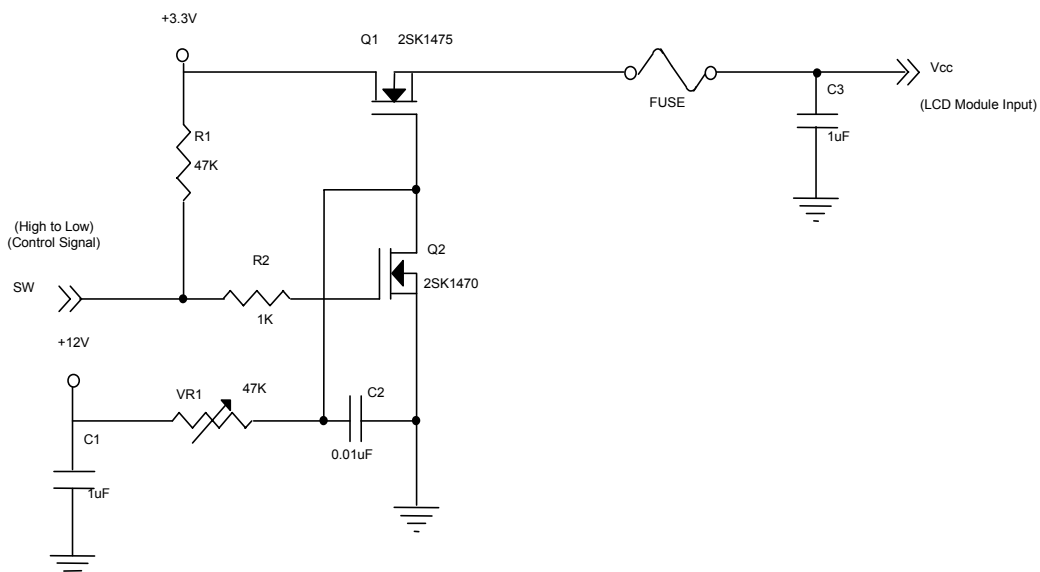 +3.3V
Q1 2SK1475
FUSE
Vcc
C3
(LCD Module Input)
R1
1uF
47K
(High to Low)
(Control Signal)
Q2
R2
SW
2SK1470
1K
+12V
VR1
47K
C2
C1
0.01uF
1uF